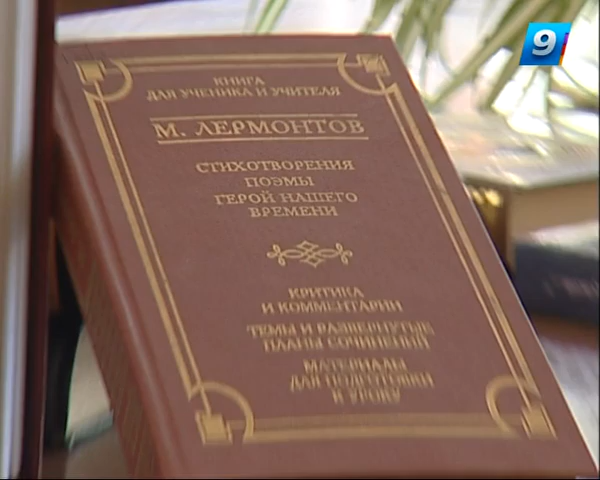 9
КНИГА
ДЛЯ УЧЕНИКА И УЧИТЕЛЯ
М. ЛЕРМОНТОВ
СТИХОТВОРЕНИЯ
ПОЭМЫ
ГЕРОЙ НАШЕГО
ВРЕМЕНИ
КРИТИКА
И КОММЕНТАРИИ
ТЕМЫ И РАЗВЕРНУТЫЕ
ПЛАНЫ СОЧИНЕНИЙ
МАТЕРИАЛЫ
ДЛЯ ПОДГОТОВКИ
К УРОКУ